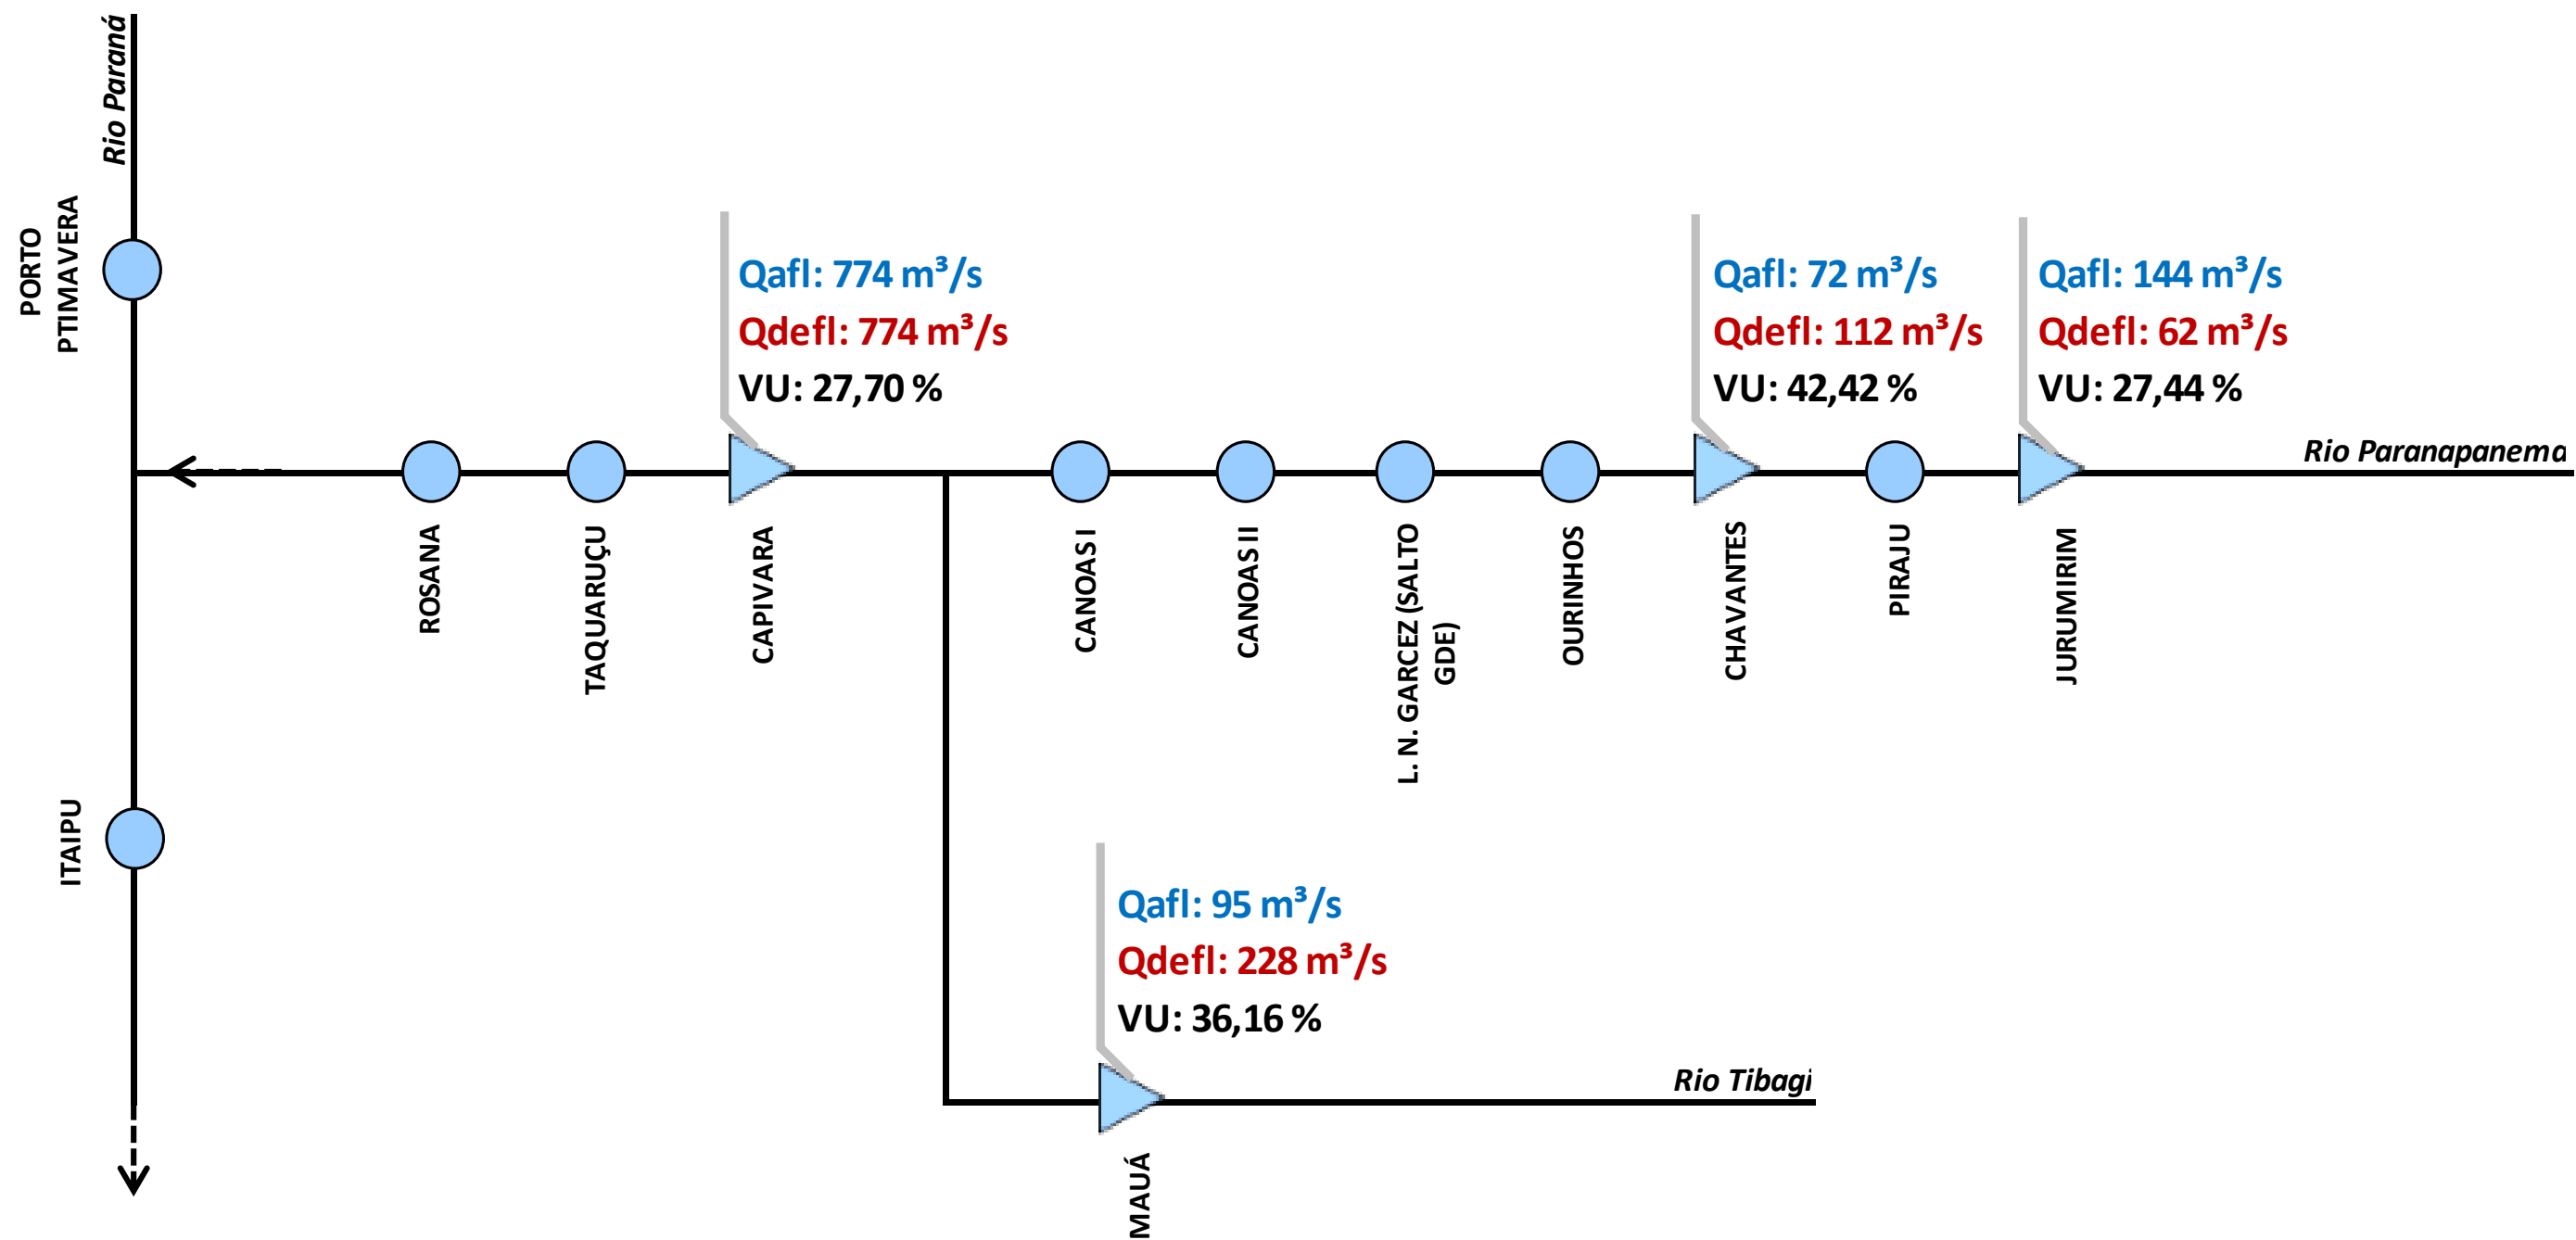 Rio Paraná
PORTO
PTIMAVERA
Qafl: 774 m³/s
Qdefl: 774 m³/s
VU: 27,70 %
Qafl: 72 m³/s
Qdefl: 112 m³/s
VU: 42,42 %
Qafl: 144 m³/s
Qdefl: 62 m³/s
VU: 27,44 %
Rio Paranapanema
ROSANA
TAQUARUÇU
CAPIVARA
CANOAS I
CANOAS II
L. N. GARCEZ (SALTO
GDE)
OURINHOS
CHAVANTES
PIRAJU
JURUMIRIM
ITAIPU
Qafl: 95 m³/s
Qdefl: 228 m³/s
VU: 36,16 %
Rio Tibagi
MAUÁ